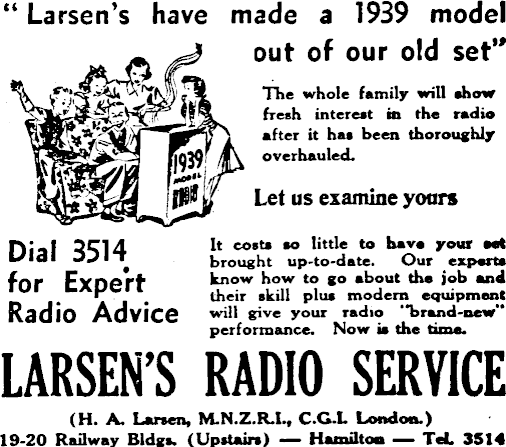 "Larsen's have made a 1939 model
out of our old set"
The whole family will show
fresh interest in the radio
after it has been thoroughly
overhauled.
1939
MODEL
Let us examine yours
Dial 3514
for Expert
Radio Advice
It costs so little to have your set
brought up-to-date. Our experts
know how to go about the job and
their skill plus modern equipment
will give your radio "brand-new"
performance. Now is the time.
LARSEN'S RADIO SERVICE
(H. A. Larsen, M.N.Z.R.I., C.G.I. London.)
19-20 Railway Bldgs. (Upstairs) — Hamilton — Tel. 3514